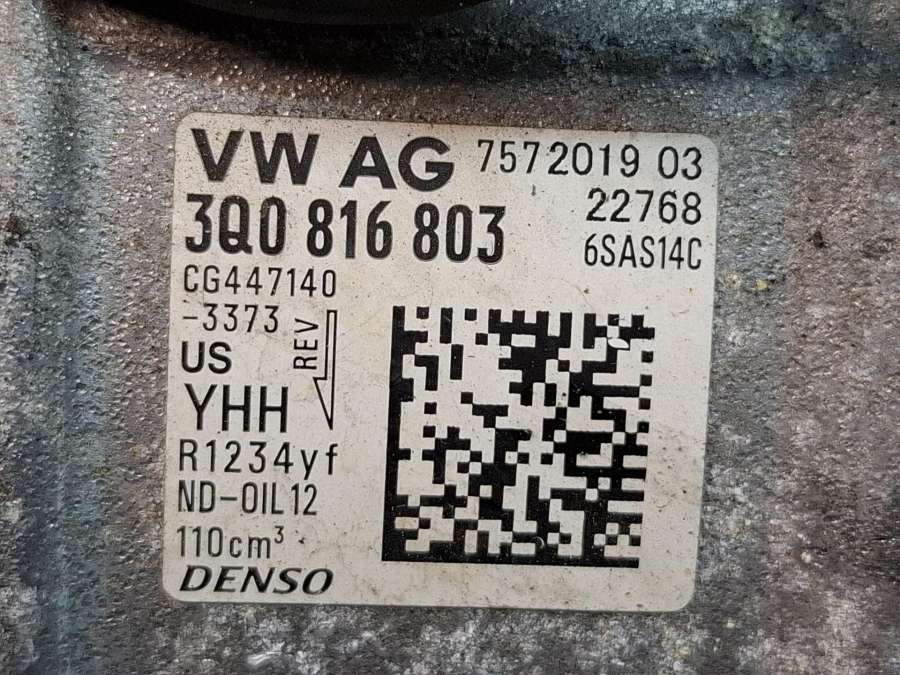 VW AG 7572019 03
3Q0 816 803 22768
6SAS14C
CG447140
-3373
REV
US
YHH
R1234yf
ND-OIL12
110cm³
DENSO